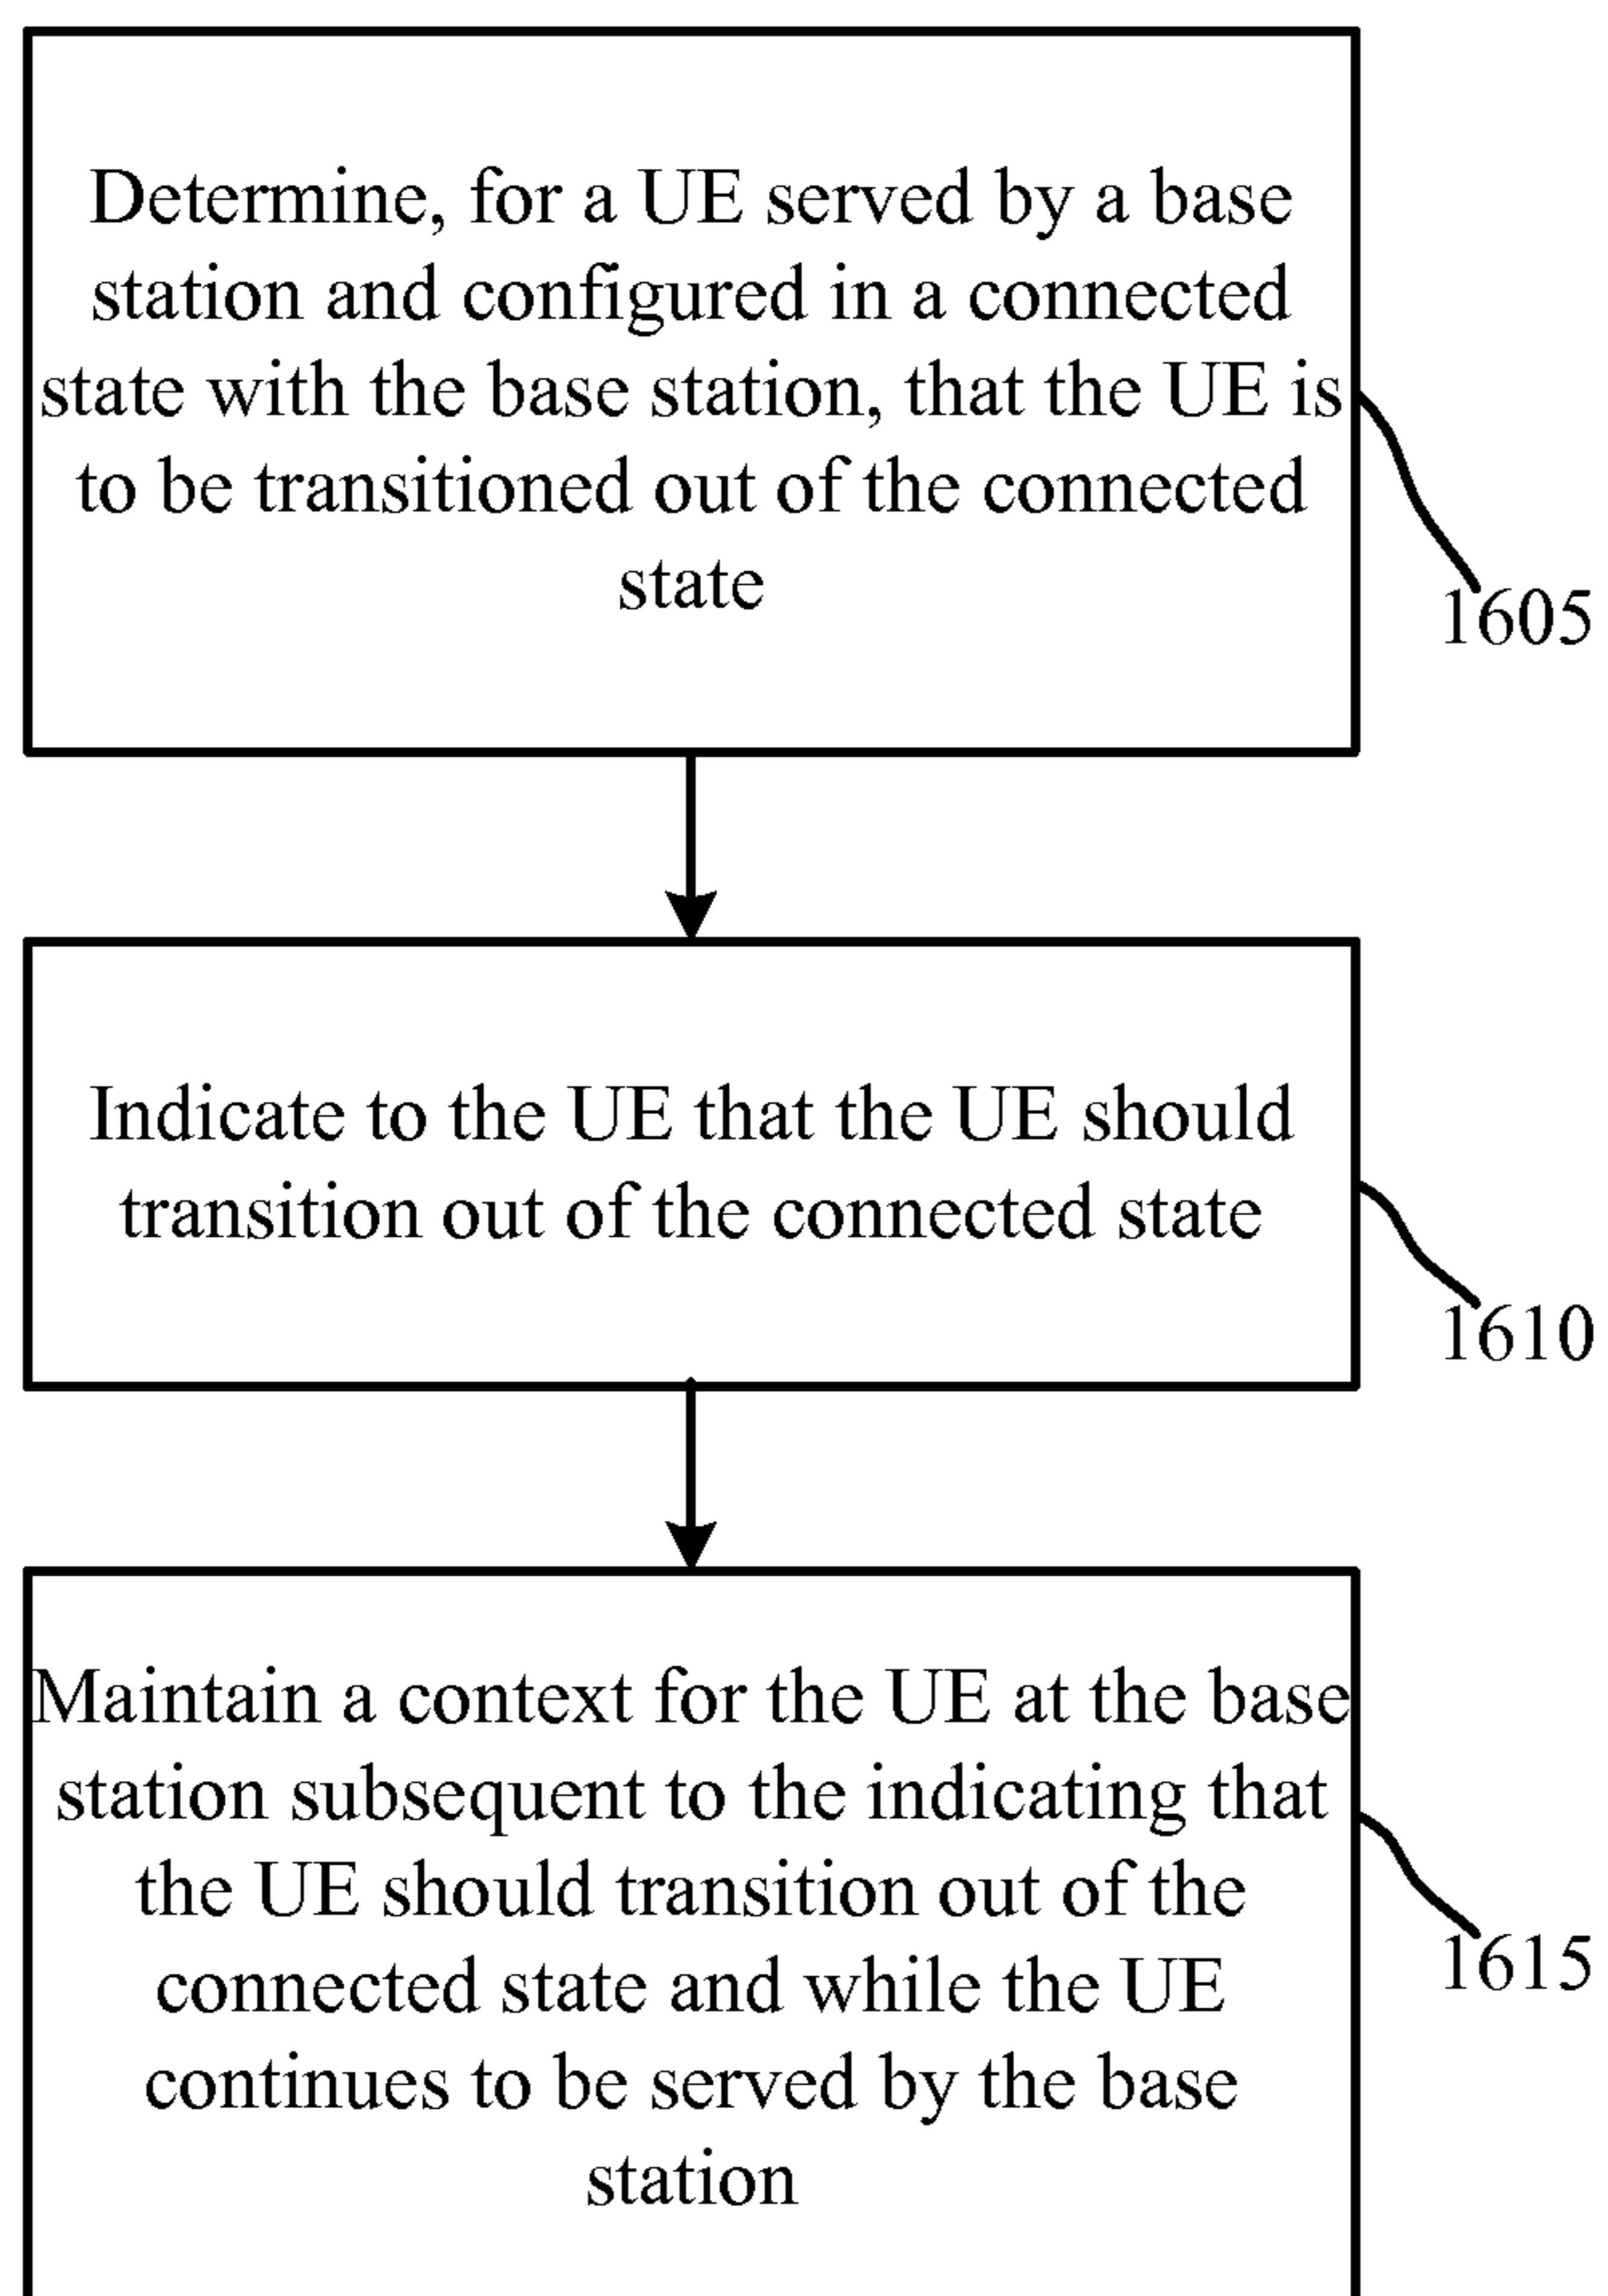 Determine, for a UE served by a base
station and configured in a connected
state with the base station, that the UE is
to be transitioned out of the connected
state
1605
Indicate to the UE that the UE should
transition out of the connected state
1610
Maintain a context for the UE at the base
station subsequent to the indicating that
the UE should transition out of the
connected state and while the UE
continues to be served by the base
station
1615